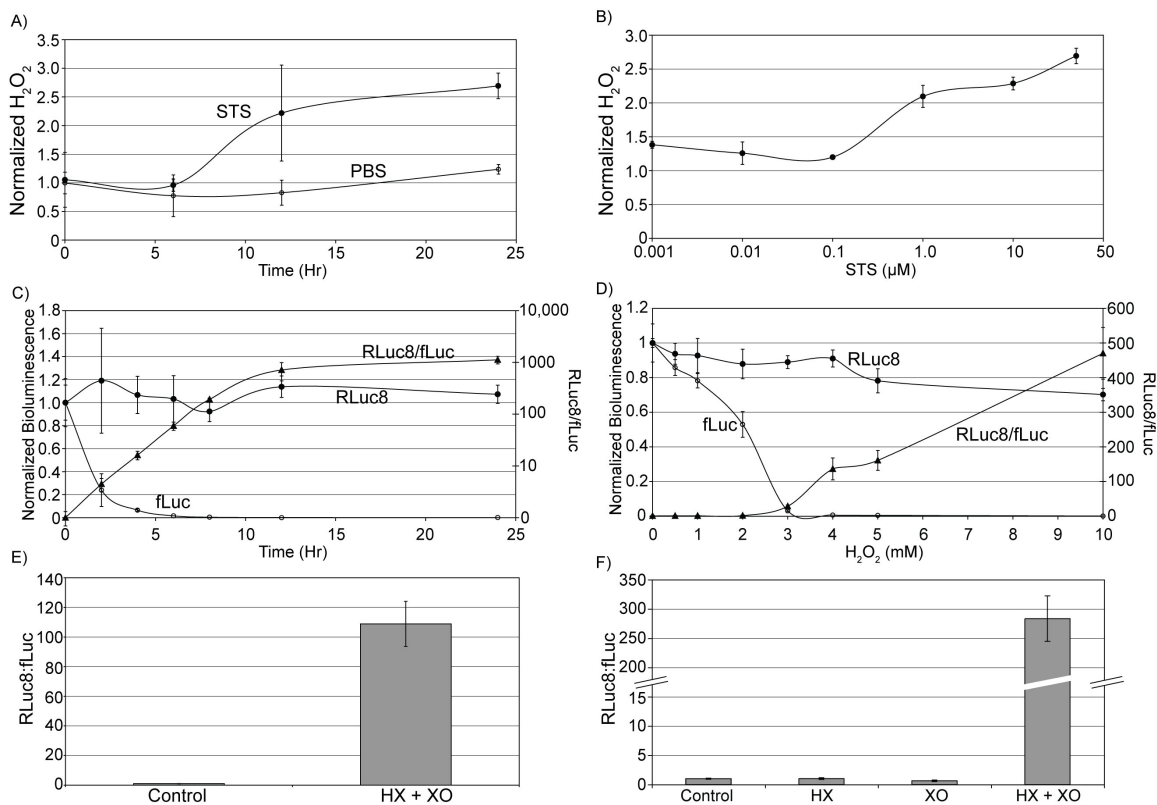 A)
Normalized H₂O₂
3.5
3.0
2.5
2.0
1.5
1.0
0.5
0
STS
PBS
0 5 10 15 20 25
Time (Hr)
B)
Normalized H₂O₂
3.0
2.5
2.0
1.5
1.0
0.5
0
0.001 0.01 0.1 1.0 10 50
STS (µM)
C)
Normalized Bioluminescence
1.8
1.6
1.4
1.2
1.0
0.8
0.6
0.4
0.2
0
RLuc8/fLuc
RLuc8
fLuc
10,000
1000
100
10
0
RLuc8/fLuc
0 5 10 15 20 25
Time (Hr)
D)
Normalized Bioluminescence
1.2
1.0
0.8
0.6
0.4
0.2
0
RLuc8
fLuc
RLuc8/fLuc
600
500
400
300
200
100
0
RLuc8/fLuc
0 1 2 3 4 5 6 7 8 9 10
H₂O₂ (mM)
E)
RLuc8:fLuc
140
120
100
80
60
40
20
0
Control HX + XO
F)
RLuc8:fLuc
350
300
250
200
15
10
5
0
Control HX XO HX + XO